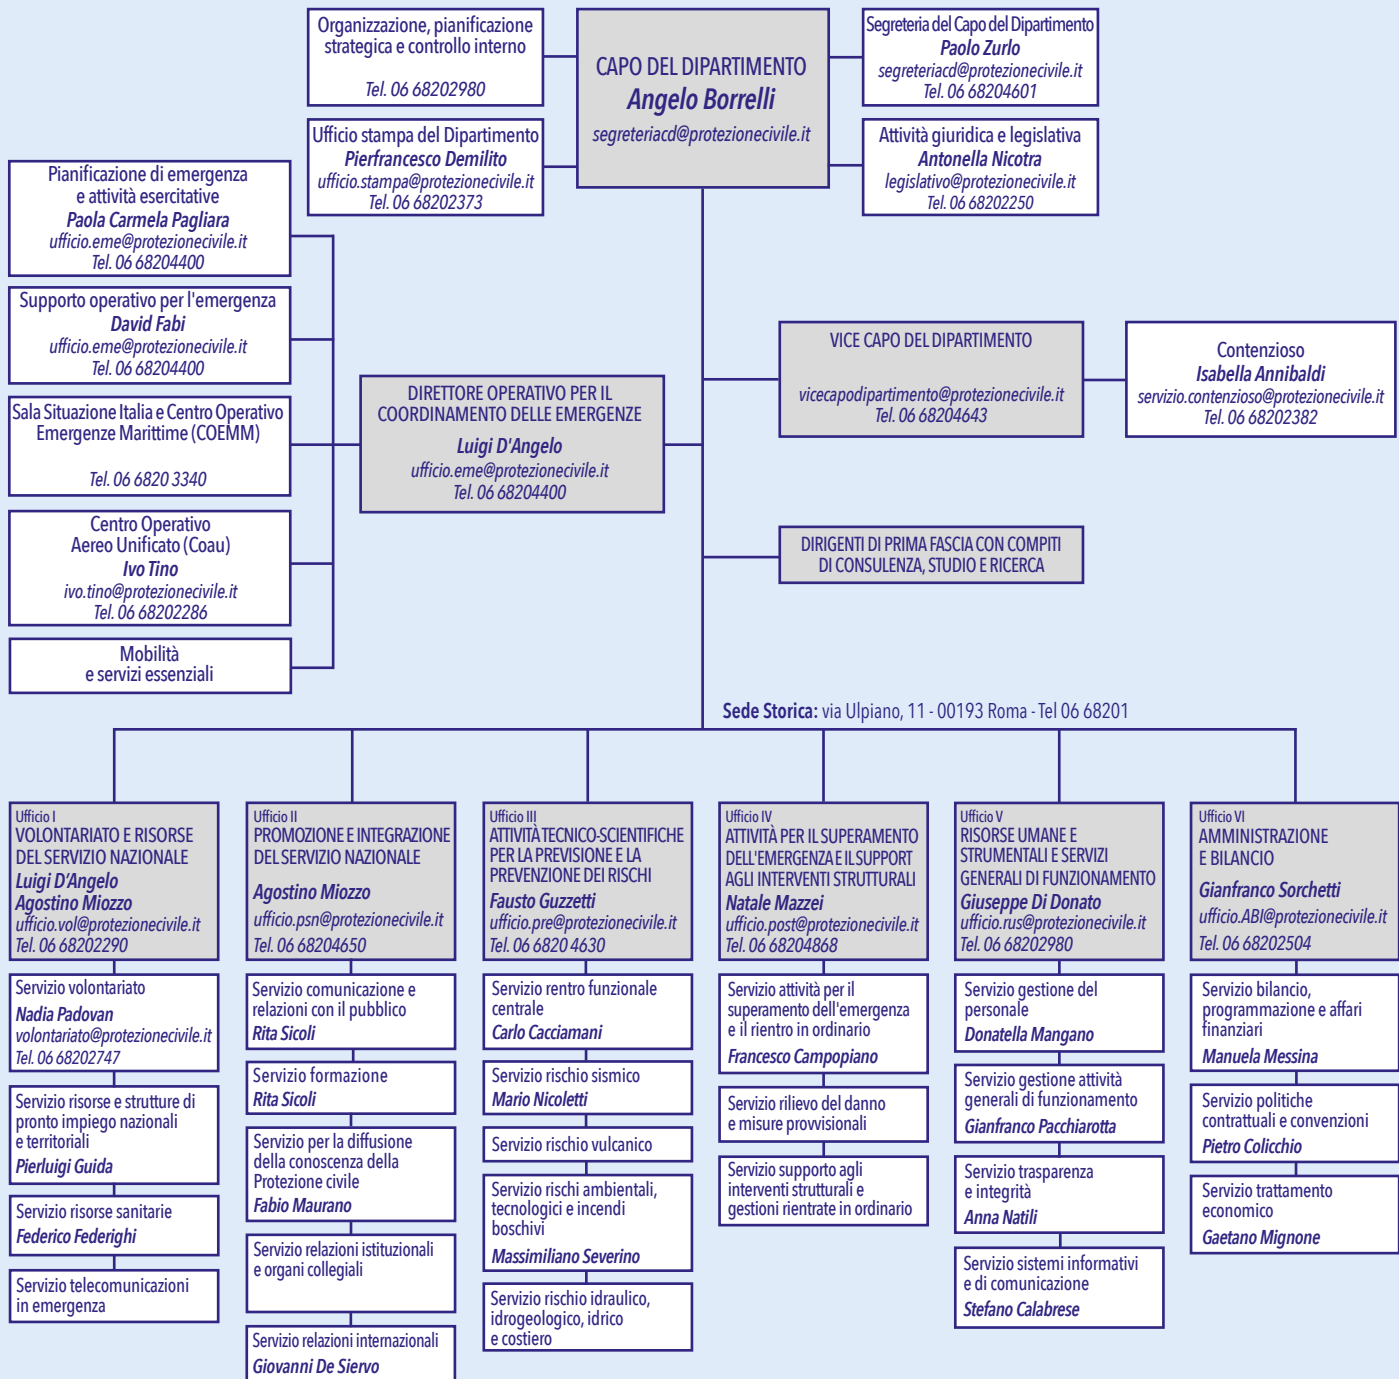 Organizzazione, pianificazione
strategica e controllo interno
Tel. 06 68202980
CAPO DEL DIPARTIMENTO
Angelo Borrelli
segreteriacd@protezionecivile.it
Segreteria del Capo del Dipartimento
Paolo Zurlo
segreteriacd@protezionecivile.it
Tel. 06 68204601
Ufficio stampa del Dipartimento
Pierfrancesco Demilito
ufficio.stampa@protezionecivile.it
Tel. 06 68202373
Attività giuridica e legislativa
Antonella Nicotra
legislativo@protezionecivile.it
Tel. 06 68202250
Pianificazione di emergenza
e attività esercitative
Paola Carmela Pagliara
ufficio.eme@protezionecivile.it
Tel. 06 68204400
Supporto operativo per l'emergenza
David Fabi
ufficio.eme@protezionecivile.it
Tel. 06 68204400
Sala Situazione Italia e Centro Operativo
Emergenze Marittime (COEMM)
Tel. 06 6820 3340
Centro Operativo
Aereo Unificato (Coau)
Ivo Tino
ivo.tino@protezionecivile.it
Tel. 06 68202286
Mobilità
e servizi essenziali
DIRETTORE OPERATIVO PER IL
COORDINAMENTO DELLE EMERGENZE
Luigi D'Angelo
ufficio.eme@protezionecivile.it
Tel. 06 68204400
VICE CAPO DEL DIPARTIMENTO
vicecapodipartimento@protezionecivile.it
Tel. 06 68204643
Contenzioso
Isabella Annibaldi
servizio.contenzioso@protezionecivile.it
Tel. 06 68202382
DIRIGENTI DI PRIMA FASCIA CON COMPITI
DI CONSULENZA, STUDIO E RICERCA
Sede Storica: via Ulpiano, 11 - 00193 Roma - Tel 06 68201
Ufficio I
VOLONTARIATO E RISORSE
DEL SERVIZIO NAZIONALE
Luigi D'Angelo
Agostino Miozzo
ufficio.vol@protezionecivile.it
Tel. 06 68202290
Servizio volontariato
Nadia Padovan
volontariato@protezionecivile.it
Tel. 06 68202747
Servizio risorse e strutture di
pronto impiego nazionali
e territoriali
Pierluigi Guida
Servizio risorse sanitarie
Federico Federighi
Servizio telecomunicazioni
in emergenza
Ufficio II
PROMOZIONE E INTEGRAZIONE
DEL SERVIZIO NAZIONALE
Agostino Miozzo
ufficio.psn@protezionecivile.it
Tel. 06 68204650
Servizio comunicazione e
relazioni con il pubblico
Rita Sicoli
Servizio formazione
Rita Sicoli
Servizio per la diffusione
della conoscenza della
Protezione civile
Fabio Maurano
Servizio relazioni istituzionali
e organi collegiali
Servizio relazioni internazionali
Giovanni De Siervo
Ufficio III
ATTIVITÀ TECNICO-SCIENTIFICHE
PER LA PREVISIONE E LA
PREVENZIONE DEI RISCHI
Fausto Guzzetti
ufficio.pre@protezionecivile.it
Tel. 06 6820 4630
Servizio rentro funzionale
centrale
Carlo Cacciamani
Servizio rischio sismico
Mario Nicoletti
Servizio rischio vulcanico
Servizio rischi ambientali,
tecnologici e incendi
boschivi
Massimiliano Severino
Servizio rischio idraulico,
idrogeologico, idrico
e costiero
Ufficio IV
ATTIVITÀ PER IL SUPERAMENTO
DELL'EMERGENZA E IL SUPPORT
AGLI INTERVENTI STRUTTURALI
Natale Mazzei
ufficio.post@protezionecivile.it
Tel. 06 68204868
Servizio attività per il
superamento dell'emergenza
e il rientro in ordinario
Francesco Campopiano
Servizio rilievo del danno
e misure provvisionali
Servizio supporto agli
interventi strutturali e
gestioni rientrate in ordinario
Ufficio V
RISORSE UMANE E
STRUMENTALI E SERVIZI
GENERALI DI FUNZIONAMENTO
Giuseppe Di Donato
ufficio.rus@protezionecivile.it
Tel. 06 68202980
Servizio gestione del
personale
Donatella Mangano
Servizio gestione attività
generali di funzionamento
Gianfranco Pacchiarotta
Servizio trasparenza
e integrità
Anna Natili
Servizio sistemi informativi
e di comunicazione
Stefano Calabrese
Ufficio VI
AMMINISTRAZIONE
E BILANCIO
Gianfranco Sorchetti
ufficio.ABI@protezionecivile.it
Tel. 06 68202504
Servizio bilancio,
programmazione e affari
finanziari
Manuela Messina
Servizio politiche
contrattuali e convenzioni
Pietro Colicchio
Servizio trattamento
economico
Gaetano Mignone